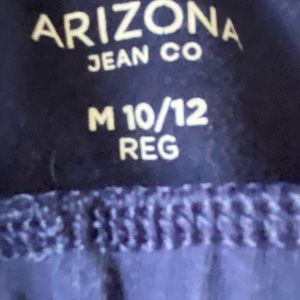 ARIZONA
JEAN CO
M 10/12
REG